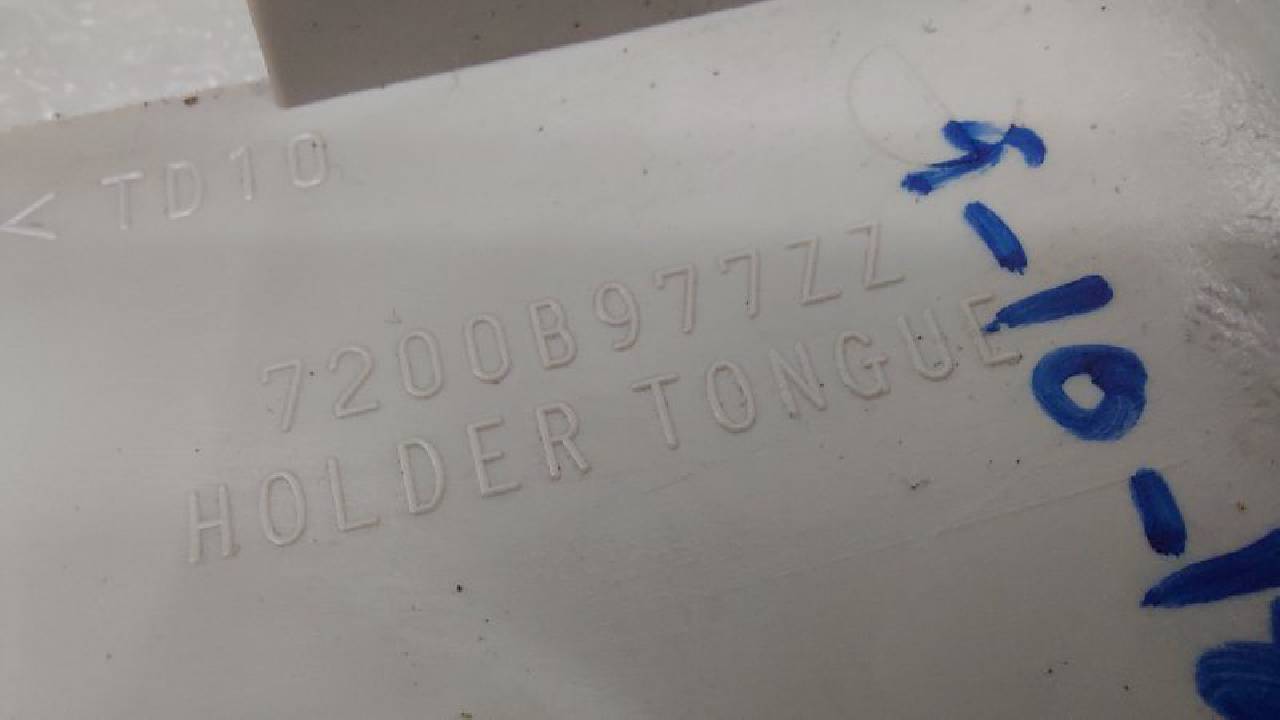 < TD10
7200B977ZZ
HOLDER TONGUE